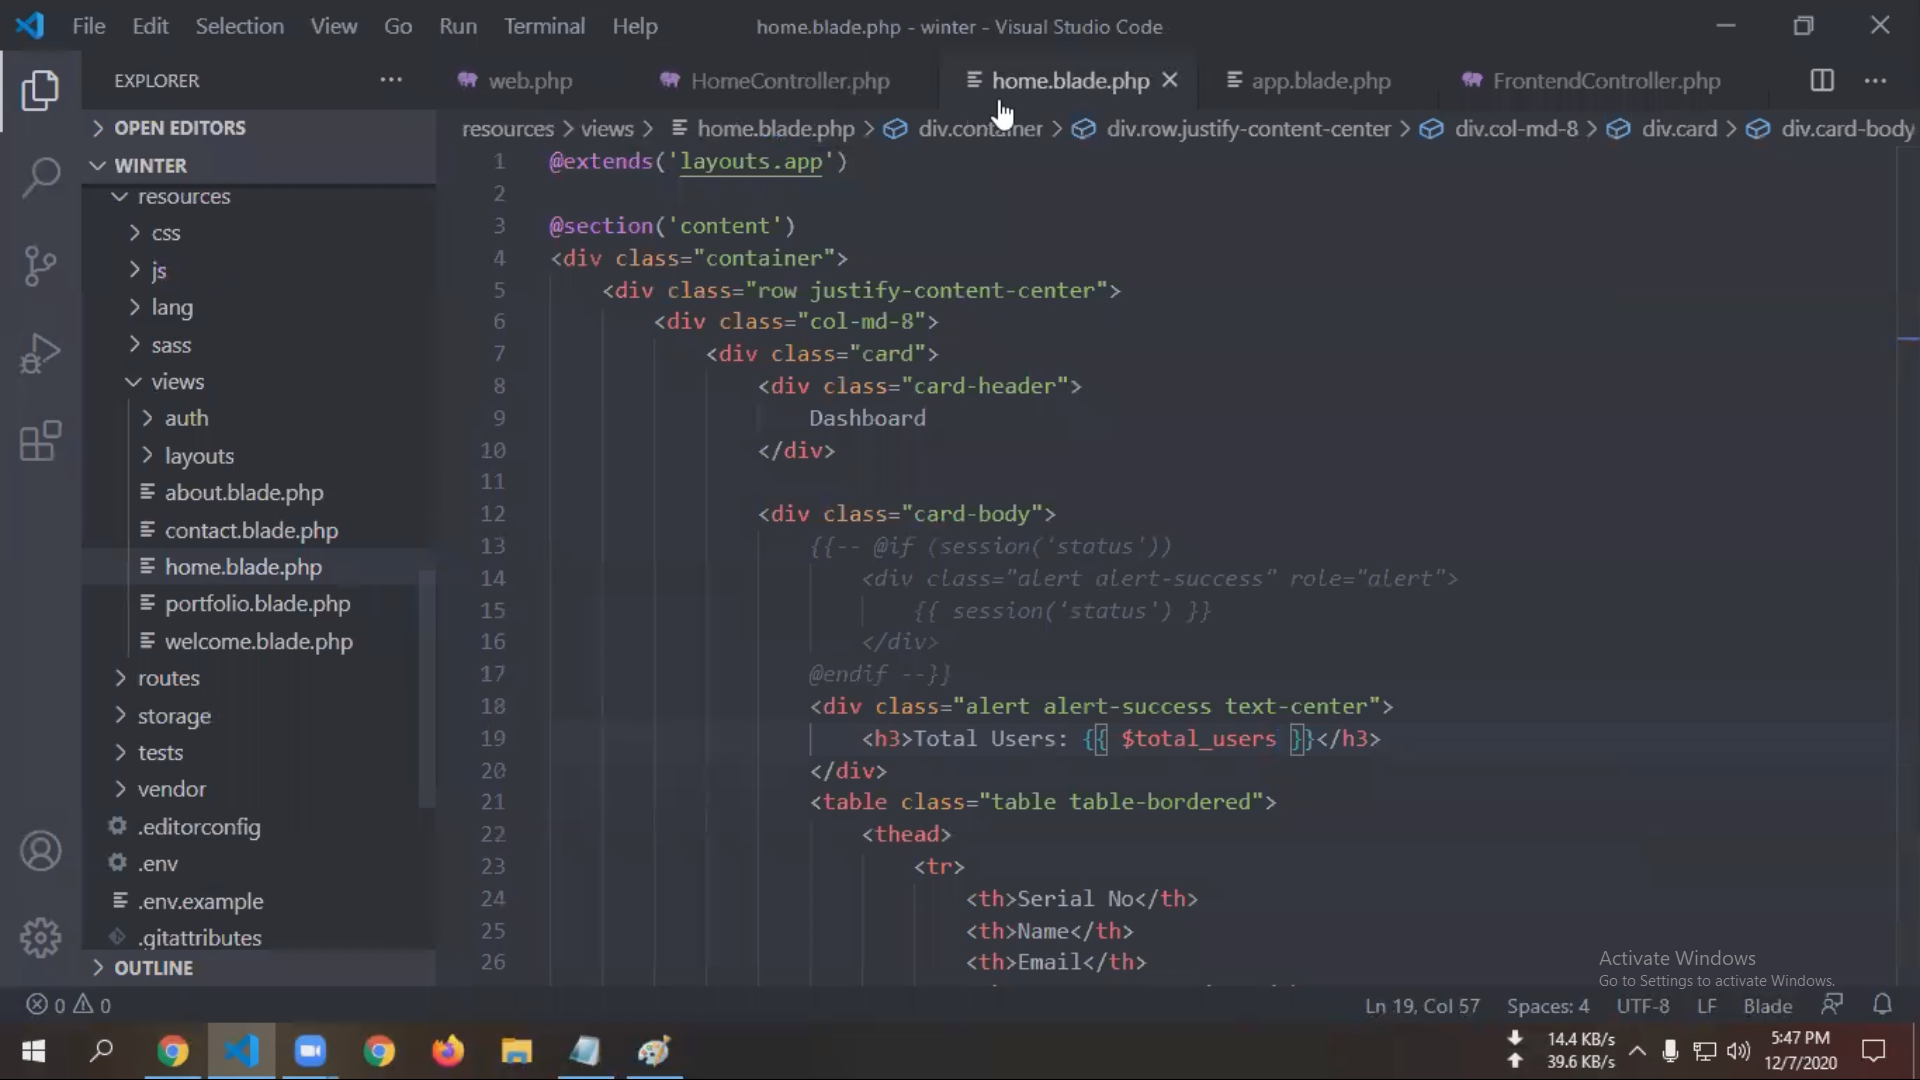 File Edit Selection View Go Run Terminal Help
home.blade.php - winter - Visual Studio Code
EXPLORER
web.php HomeController.php home.blade.php app.blade.php FrontendController.php
OPEN EDITORS
resources > views > home.blade.php > div.container > div.row.justify-content-center > div.col-md-8 > div.card > div.card-body
WINTER
resources
css
js
lang
sass
views
auth
layouts
about.blade.php
contact.blade.php
home.blade.php
portfolio.blade.php
welcome.blade.php
routes
storage
tests
vendor
.editorconfig
.env
.env.example
.gitattributes
OUTLINE
1 @extends('layouts.app')
2
3 @section('content')
4 <div class="container">
5 <div class="row justify-content-center">
6 <div class="col-md-8">
7 <div class="card">
8 <div class="card-header">
9 Dashboard
10 </div>
11
12 <div class="card-body">
13 {{-- @if (session('status'))
14 <div class="alert alert-success" role="alert">
15 {{ session('status') }}
16 </div>
17 @endif --}}
18 <div class="alert alert-success text-center">
19 <h3>Total Users: {{ $total_users }}</h3>
20 </div>
21 <table class="table table-bordered">
22 <thead>
23 <tr>
24 <th>Serial No</th>
25 <th>Name</th>
26 <th>Email</th>
Activate Windows
Go to Settings to activate Windows.
0 0
Ln 19, Col 57 Spaces: 4 UTF-8 LF Blade
14.4 KB/s
39.6 KB/s
5:47 PM
12/7/2020